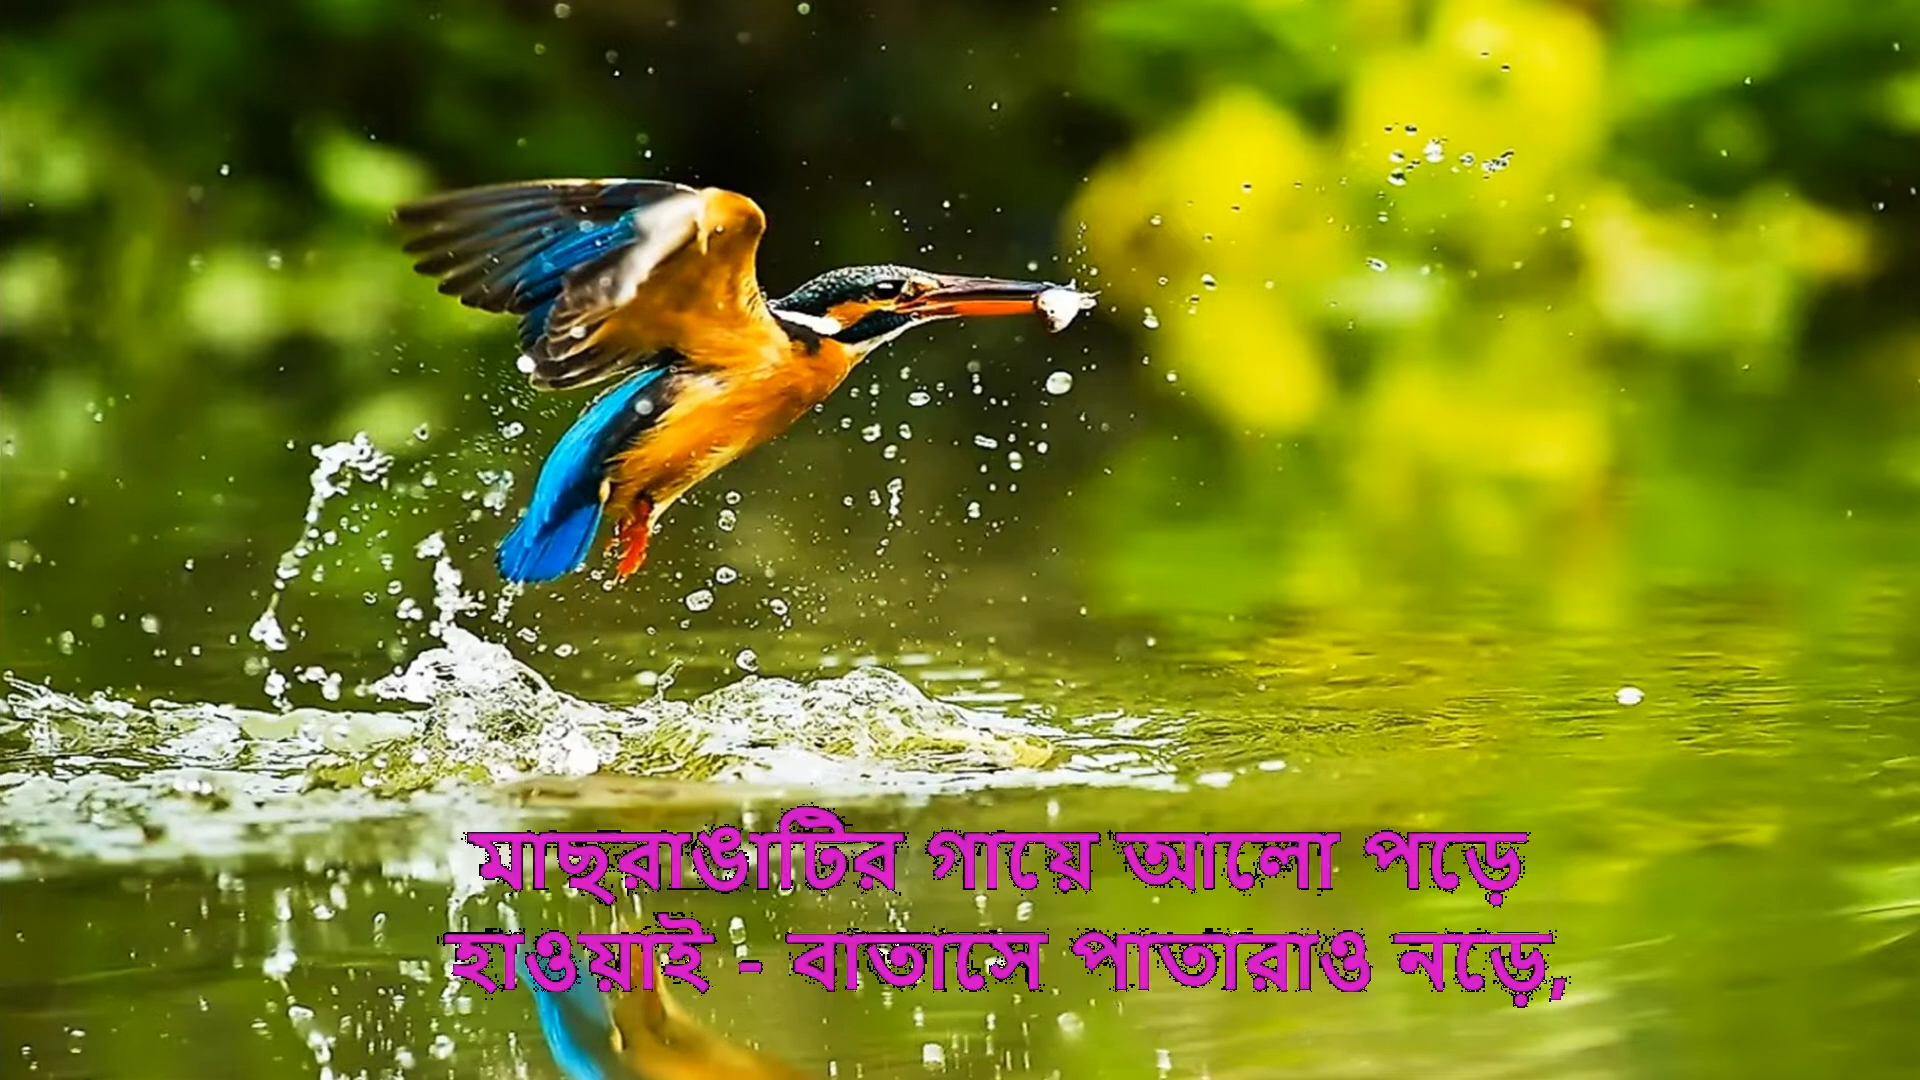 মাছরাঙাটির গায়ে আলো পড়ে
হাওয়াই - বাতাসে পাতারাও নড়ে,